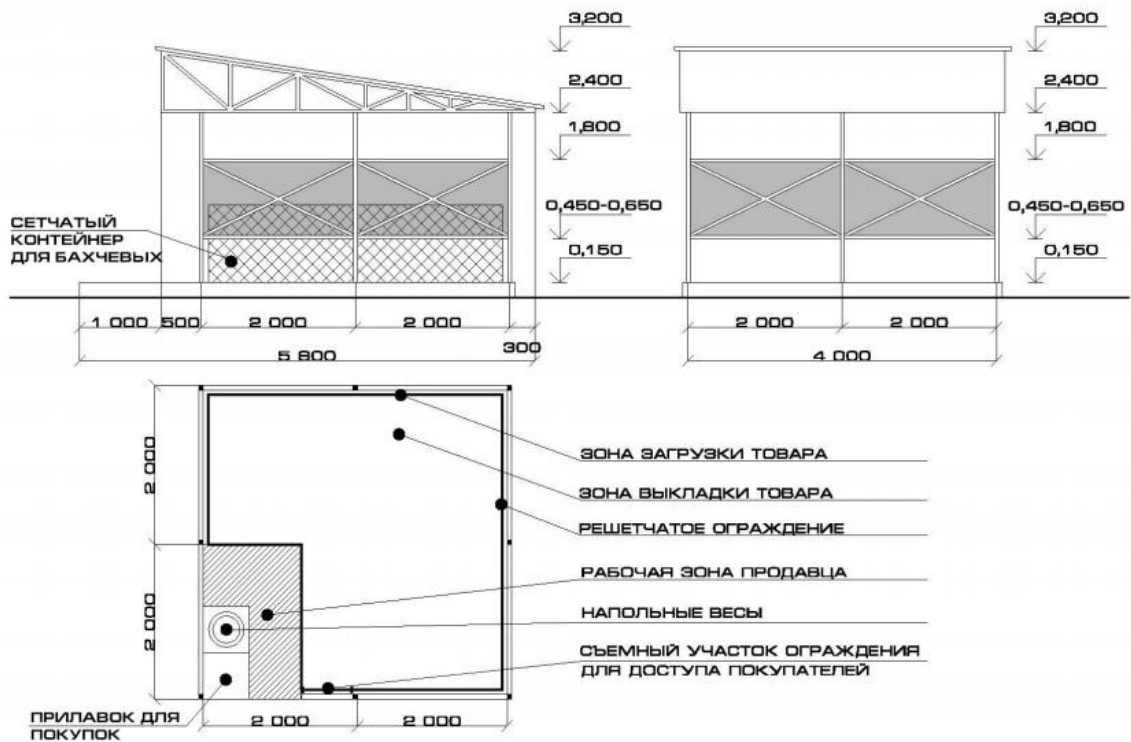 3,200
2,400
1,800
0,450-0,650
0,150
3,200
2,400
1,800
0,450-0,650
0,150
СЕТЧАТЫЙ
КОНТЕЙНЕР
ДЛЯ БАХЧЕВЫХ
1 000 500 2 000 2 000
300
5 800
2 000 2 000
4 000
2 000
2 000
ЗОНА ЗАГРУЗКИ ТОВАРА
ЗОНА ВЫКЛАДКИ ТОВАРА
РЕШЕТЧАТОЕ ОГРАЖДЕНИЕ
РАБОЧАЯ ЗОНА ПРОДАВЦА
НАПОЛЬНЫЕ ВЕСЫ
СЪЕМНЫЙ УЧАСТОК ОГРАЖДЕНИЯ
ДЛЯ ДОСТУПА ПОКУПАТЕЛЕЙ
ПРИЛАВОК ДЛЯ
ПОКУПОК
2 000 2 000